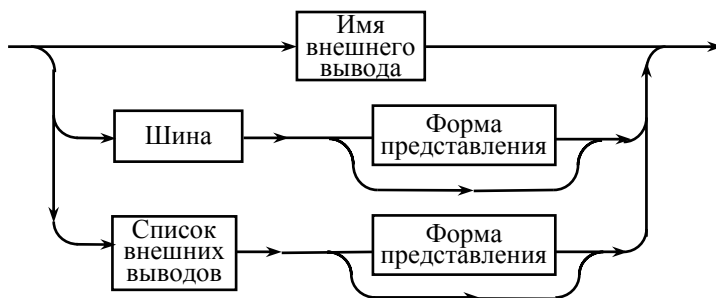 Имя
внешнего
вывода
Шина
Форма
представления
Список
внешних
выводов
Форма
представления